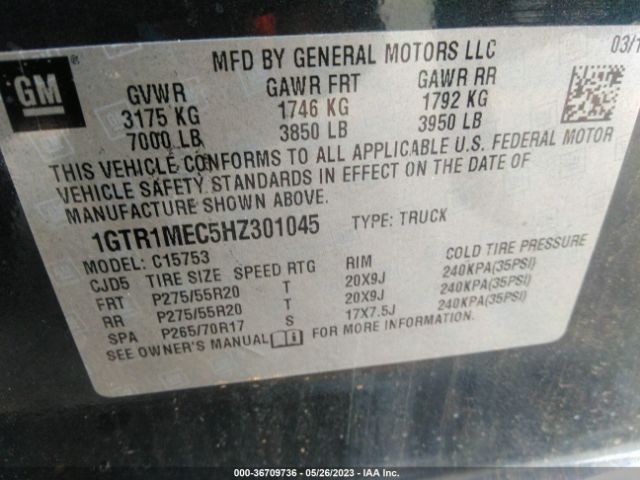 GM
®
MFD BY GENERAL MOTORS LLC
03/1
GVWR GAWR FRT GAWR RR
3175 KG 1746 KG 1792 KG
7000 LB 3850 LB 3950 LB
THIS VEHICLE CONFORMS TO ALL APPLICABLE U.S. FEDERAL MOTOR
VEHICLE SAFETY STANDARDS IN EFFECT ON THE DATE OF
MANUFACTURE SHOWN ABOVE.
1GTR1MEC5HZ301045 TYPE: TRUCK
MODEL: C15753
CJD5 TIRE SIZE SPEED RTG RIM COLD TIRE PRESSURE
FRT P275/55R20 T 20X9J 240KPA(35PSI)
RR P275/55R20 T 20X9J 240KPA(35PSI)
SPA P265/70R17 S 17X7.5J 240KPA(35PSI)
SEE OWNER'S MANUAL FOR MORE INFORMATION.
000-36709736 - 05/26/2023 - IAA Inc.